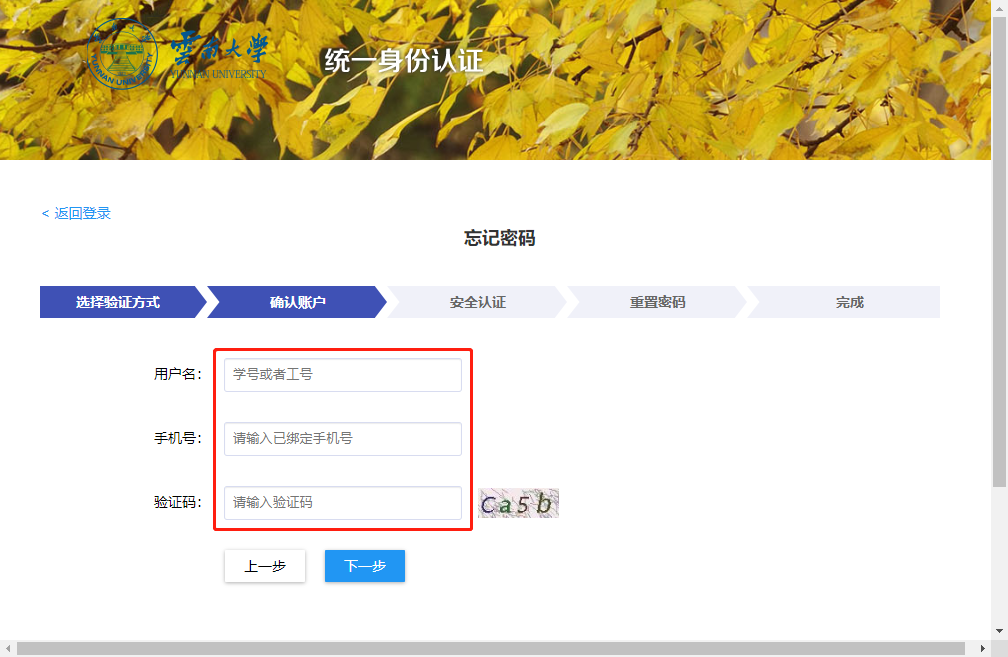 雲南大学
YUNNAN UNIVERSITY
统一身份认证
< 返回登录
忘记密码
选择验证方式
确认账户
安全认证
重置密码
完成
用户名：
学号或者工号
手机号：
请输入已绑定手机号
验证码：
请输入验证码
Ca5b
上一步
下一步